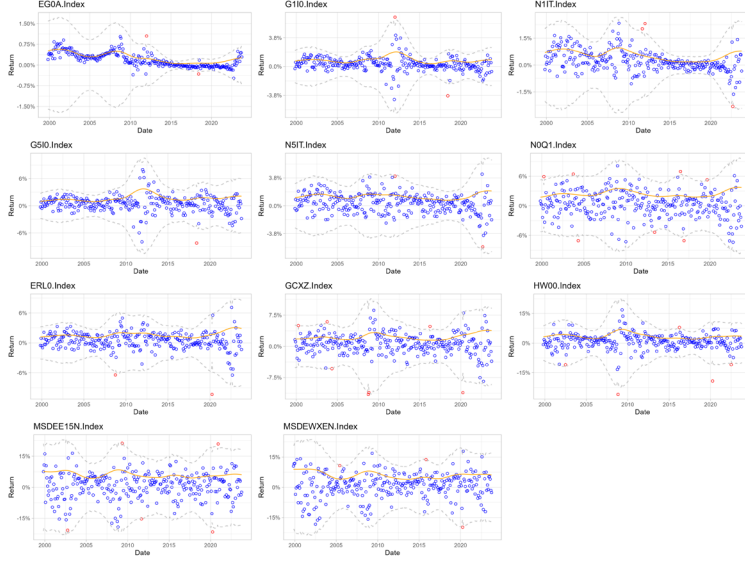 EG0A.Index
1.50%
0.75%
0.00%
-0.75%
-1.50%
Return
2000 2005 2010 2015 2020
Date
G1I0.Index
3.8%
0.0%
-3.8%
Return
2000 2005 2010 2015 2020
Date
N1IT.Index
1.5%
0.0%
-1.5%
Return
2000 2005 2010 2015 2020
Date
G5I0.Index
6%
0%
-6%
Return
2000 2005 2010 2015 2020
Date
N5IT.Index
3.8%
0.0%
-3.8%
Return
2000 2005 2010 2015 2020
Date
N0Q1.Index
6%
0%
-6%
Return
2000 2005 2010 2015 2020
Date
ERL0.Index
6%
0%
-6%
Return
2000 2005 2010 2015 2020
Date
GCXZ.Index
7.5%
0.0%
-7.5%
Return
2000 2005 2010 2015 2020
Date
HW00.Index
15%
0%
-15%
Return
2000 2005 2010 2015 2020
Date
MSDEE15N.Index
15%
0%
-15%
Return
2000 2005 2010 2015 2020
Date
MSDEWXEN.Index
15%
0%
-15%
Return
2000 2005 2010 2015 2020
Date